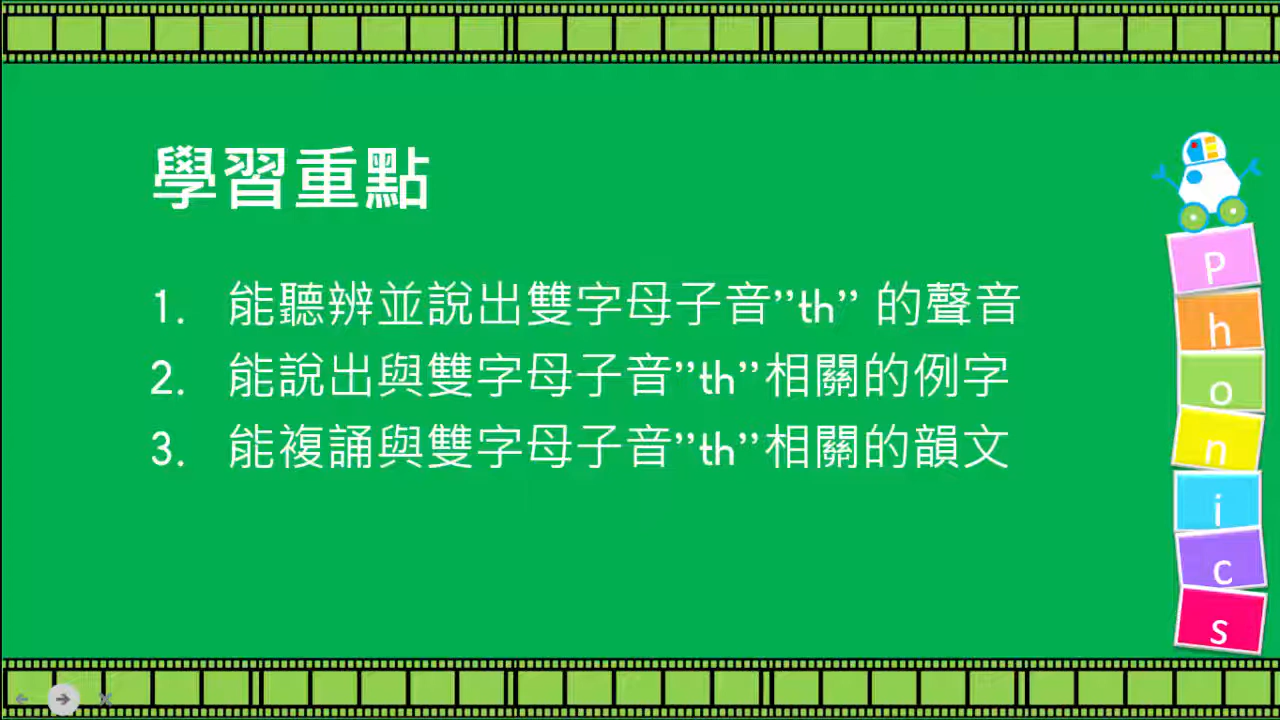 學習重點
1. 能聽辨並說出雙字母子音”th” 的聲音
2. 能說出與雙字母子音”th”相關的例字
3. 能複誦與雙字母子音”th”相關的韻文
P
h
o
n
i
c
s